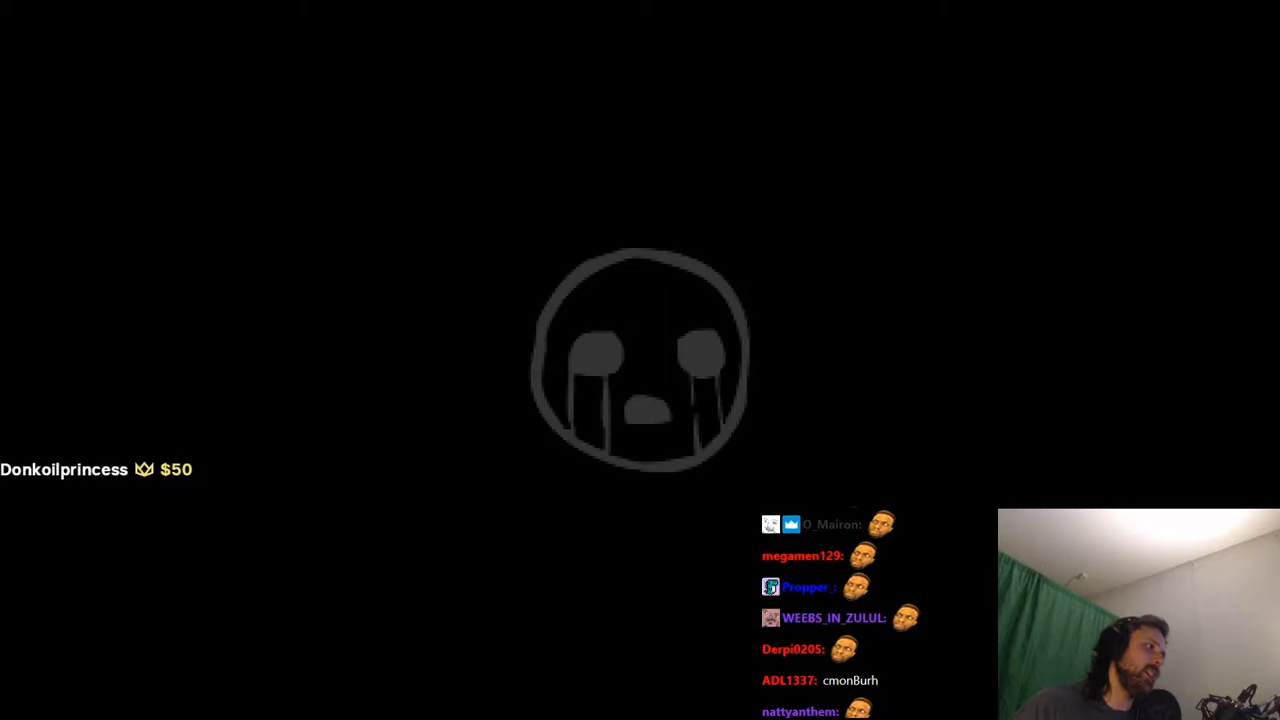 Donkoilprincess $50
O_Mairon:
megamen129:
Propper_:
WEEBS_IN_ZULUL:
Derpi0205:
ADL1337: cmonBurh
nattyanthem: